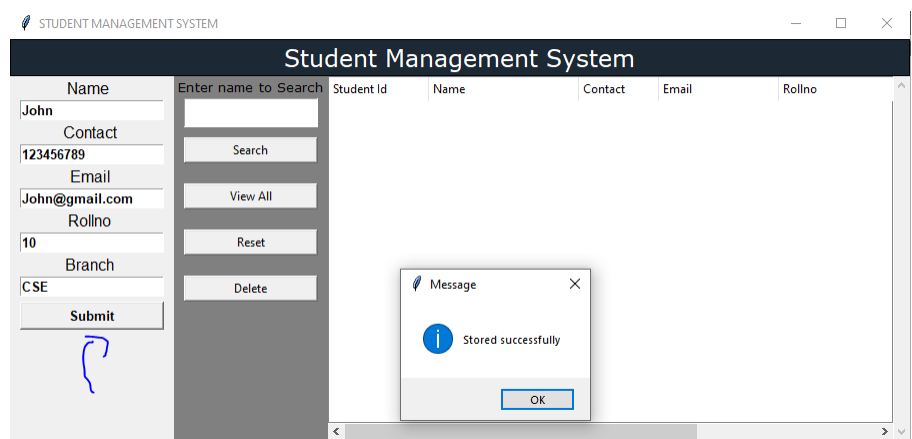 STUDENT MANAGEMENT SYSTEM
Student Management System
Name
John
Contact
123456789
Email
John@gmail.com
Rollno
10
Branch
CSE
Submit
Enter name to Search
Search
View All
Reset
Delete
Student Id Name Contact Email Rollno
Message
Stored successfully
OK